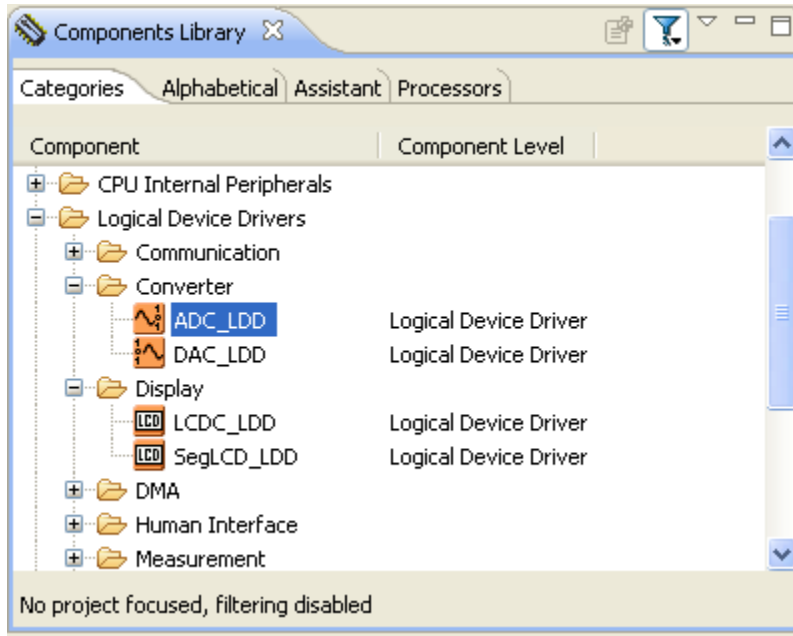 Components Library
Categories Alphabetical Assistant Processors
Component Component Level
CPU Internal Peripherals
Logical Device Drivers
Communication
Converter
ADC_LDD Logical Device Driver
DAC_LDD Logical Device Driver
Display
LCD LCDC_LDD Logical Device Driver
LCD SegLCD_LDD Logical Device Driver
DMA
Human Interface
Measurement
No project focused, filtering disabled